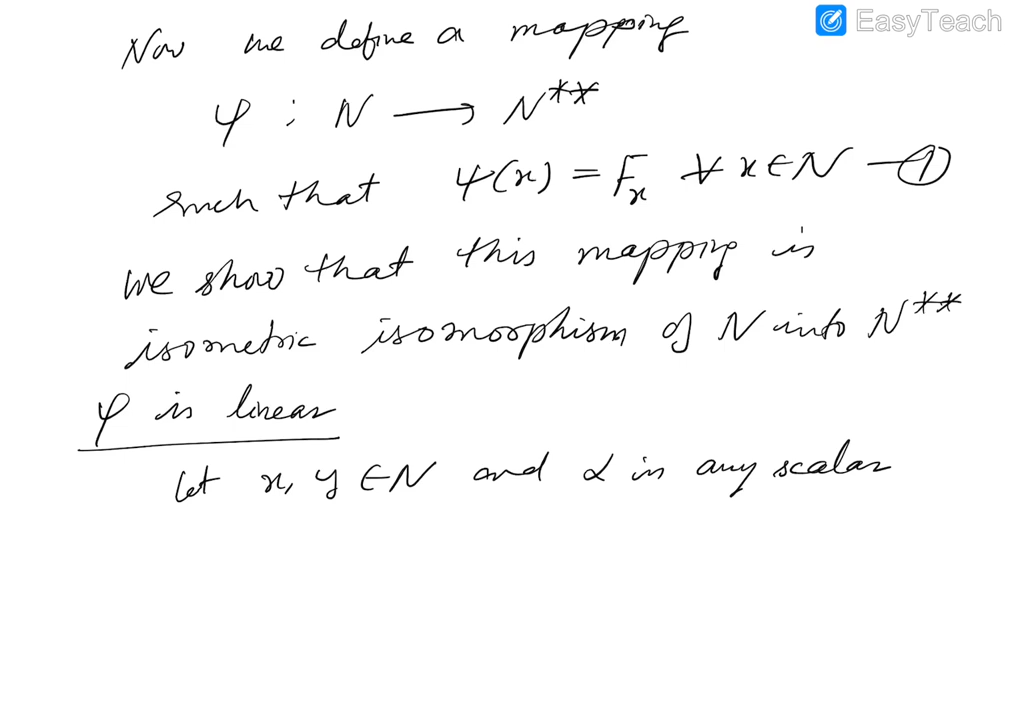 EasyTeach
Now we define a mapping
ψ : N → N**
such that ψ(x) = Fₓ ∀ x ∈ N — ①
we show that this mapping is
isometric isomorphism of N into N**
ψ is linear
Let x, y ∈ N and α is any scalar